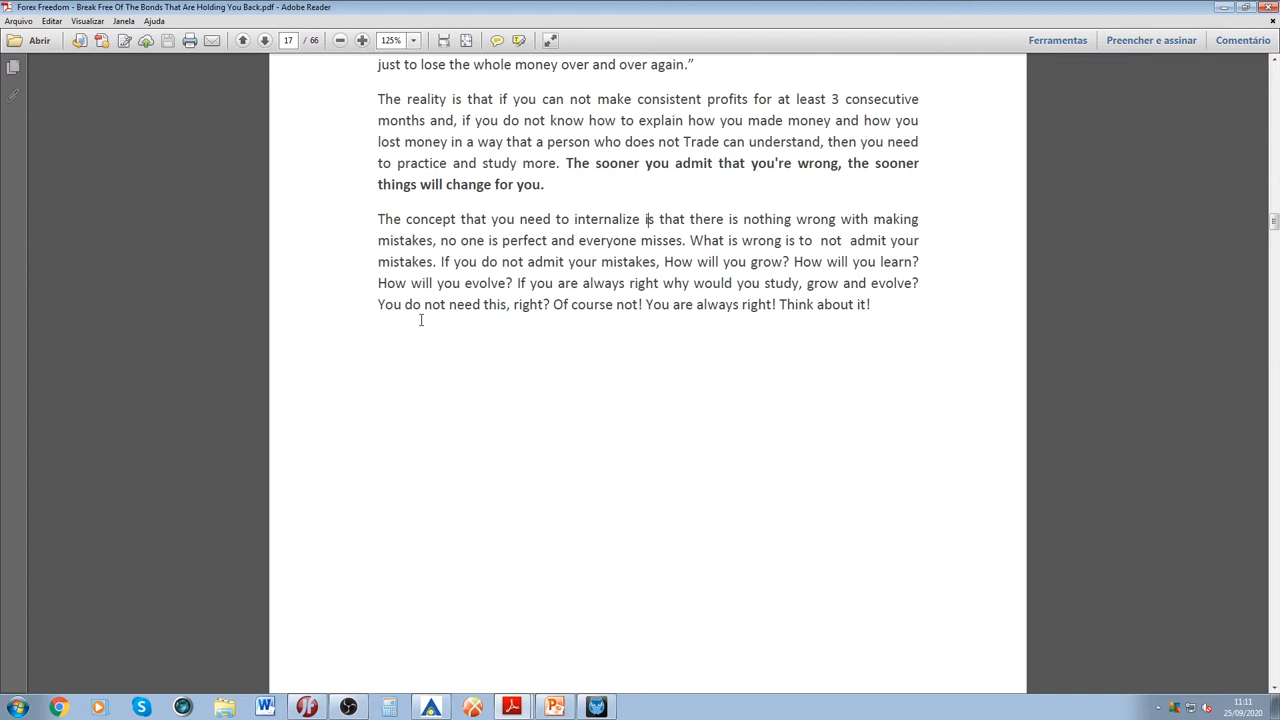 Forex Freedom - Break Free Of The Bonds That Are Holding You Back.pdf - Adobe Reader
Arquivo Editar Visualizar Janela Ajuda
Abrir 17 / 66 125% Ferramentas Preencher e assinar Comentário
just to lose the whole money over and over again.”
The reality is that if you can not make consistent profits for at least 3 consecutive
months and, if you do not know how to explain how you made money and how you
lost money in a way that a person who does not Trade can understand, then you need
to practice and study more. The sooner you admit that you're wrong, the sooner
things will change for you.
The concept that you need to internalize is that there is nothing wrong with making
mistakes, no one is perfect and everyone misses. What is wrong is to not admit your
mistakes. If you do not admit your mistakes, How will you grow? How will you learn?
How will you evolve? If you are always right why would you study, grow and evolve?
You do not need this, right? Of course not! You are always right! Think about it!
11:11
25/09/2020